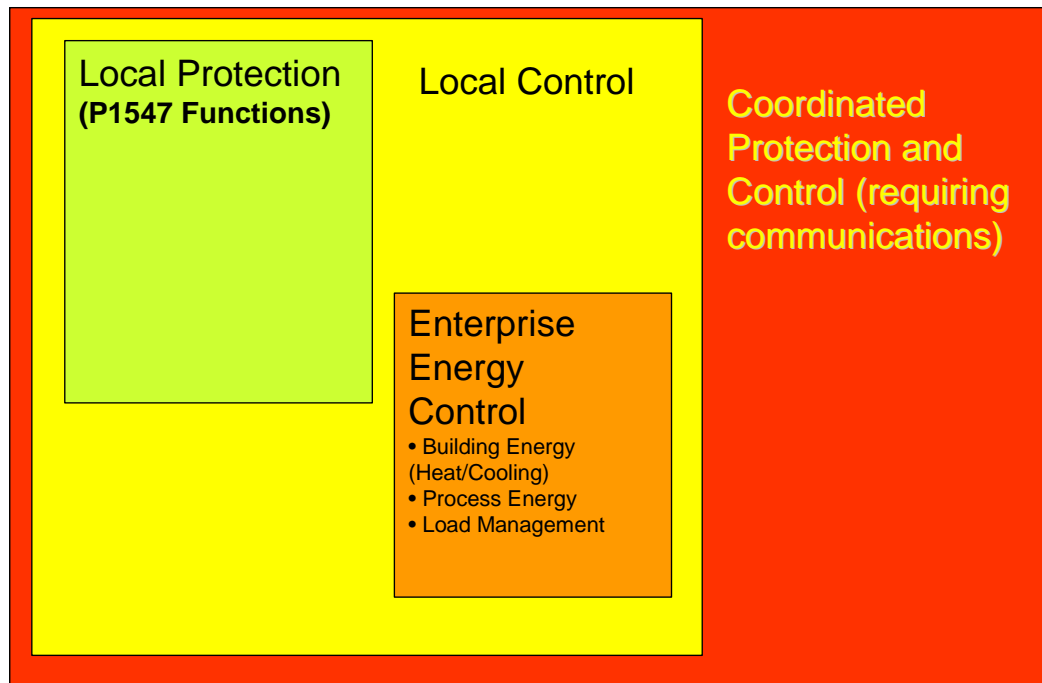 Local Protection
(P1547 Functions)
Local Control
Coordinated
Protection and
Control (requiring
communications)
Enterprise
Energy
Control
• Building Energy
(Heat/Cooling)
• Process Energy
• Load Management